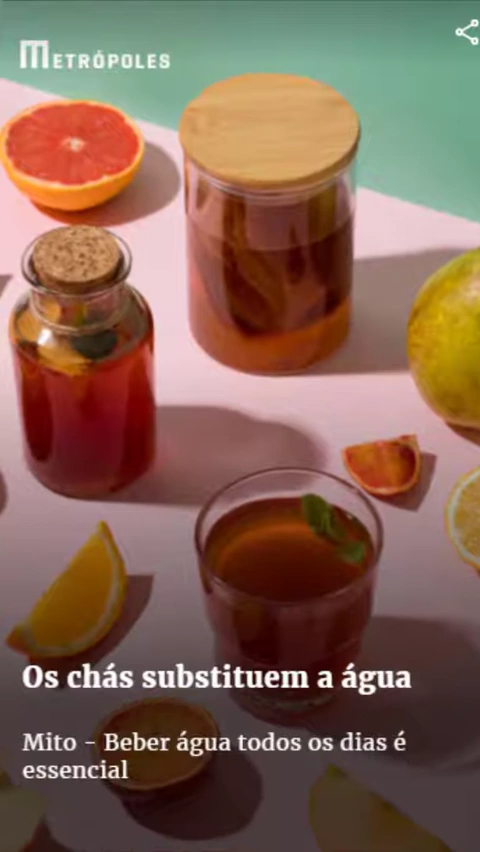 METRÓPOLES
Os chás substituem a água
Mito - Beber água todos os dias é
essencial